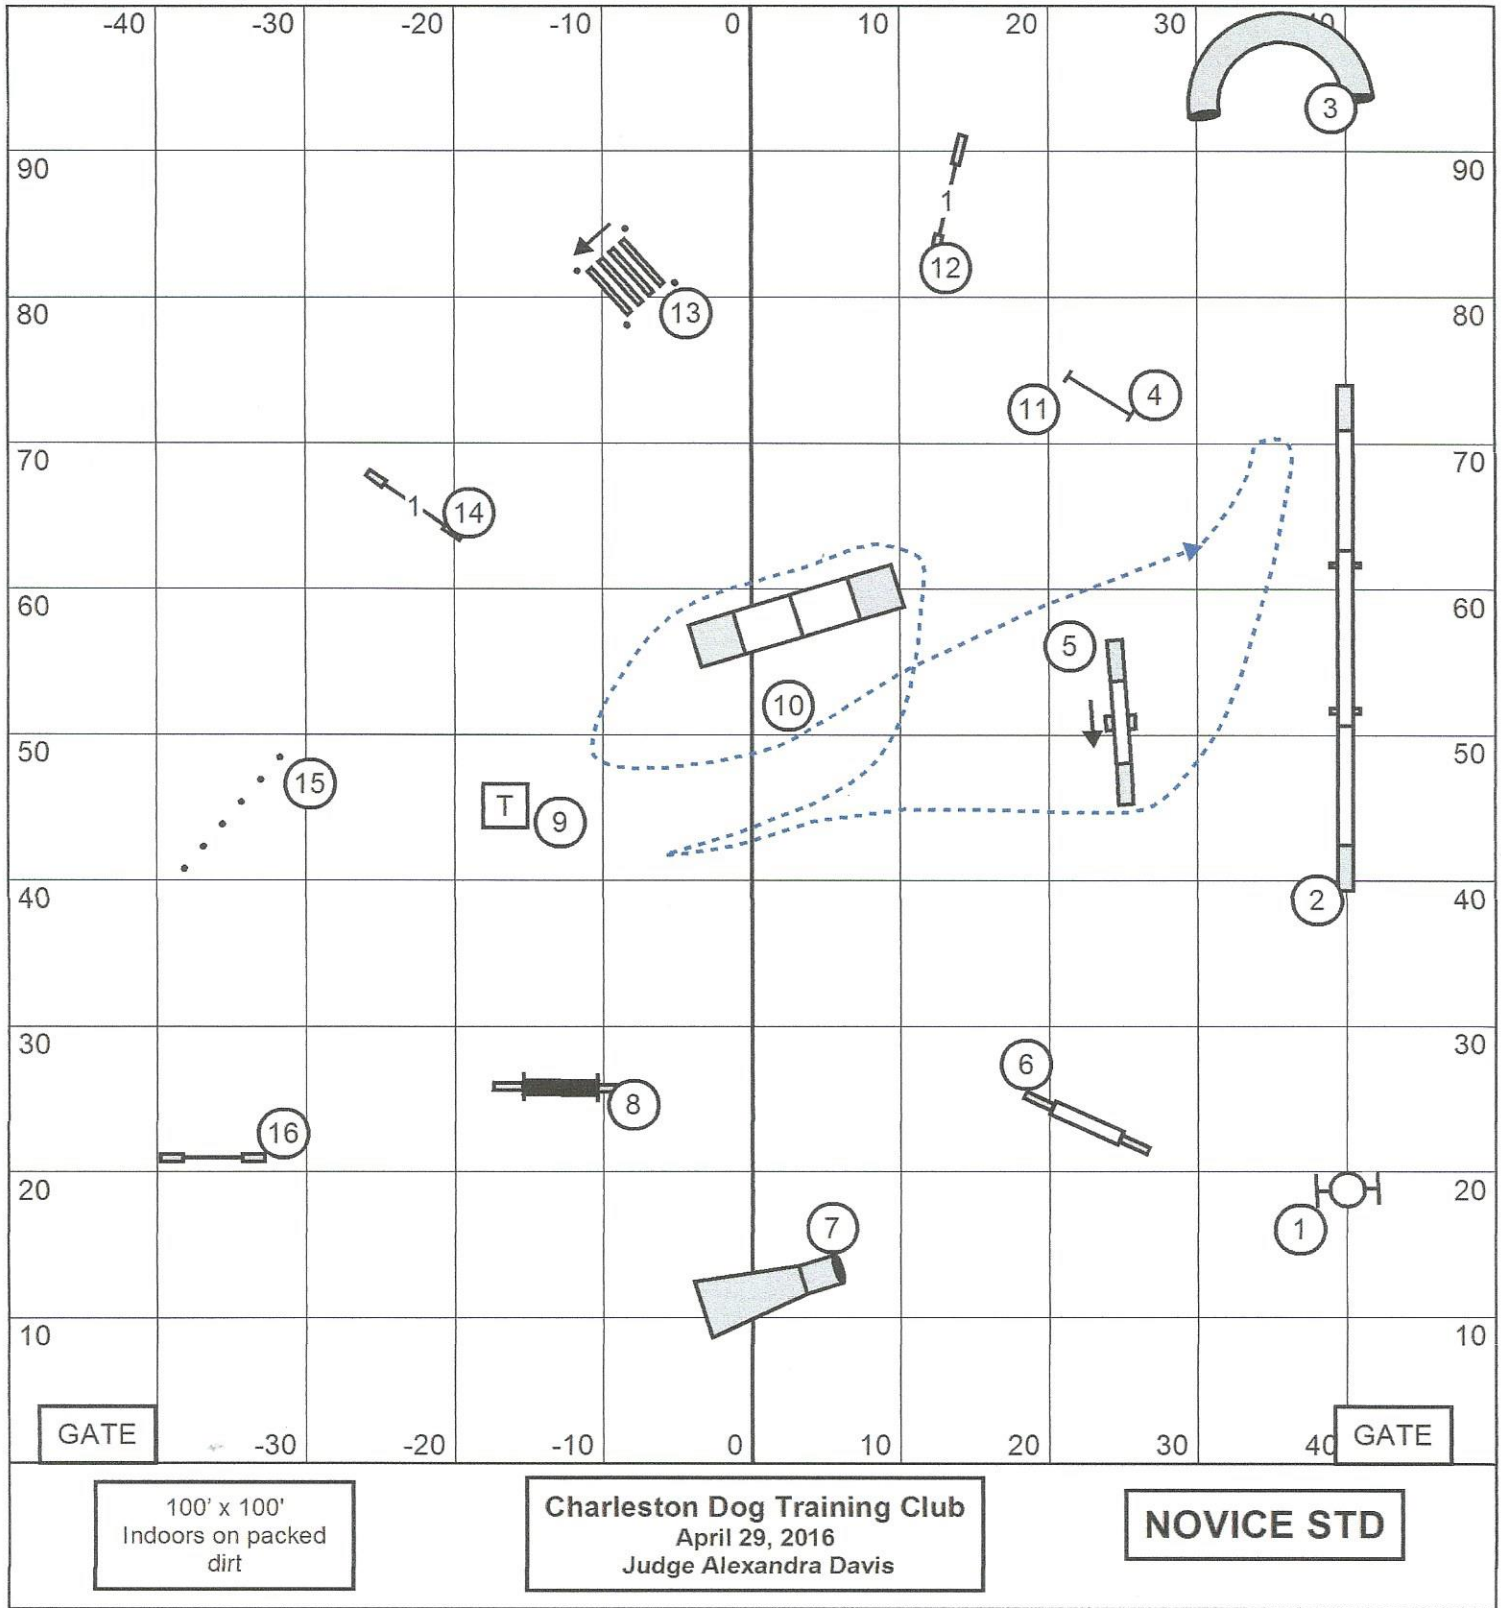 -40 -30 -20 -10 0 10 20 30 40
3
90 90
1
12
80 13 80
11 4
70 70
1 14
60 60
5
10
50 50
15
T 9
40 2 40
30 30
6
8
16
20 20
7 1
10 10
GATE -30 -20 -10 0 10 20 30 40 GATE
100' x 100'
Indoors on packed
dirt
Charleston Dog Training Club
April 29, 2016
Judge Alexandra Davis
NOVICE STD